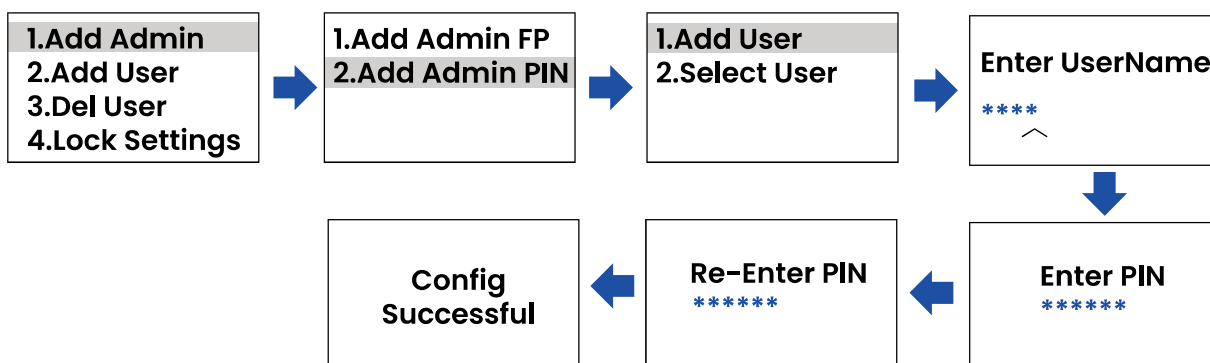 1.Add Admin
2.Add User
3.Del User
4.Lock Settings
1.Add Admin FP
2.Add Admin PIN
1.Add User
2.Select User
Enter UserName
****
Enter PIN
******
Re-Enter PIN
******
Config
Successful